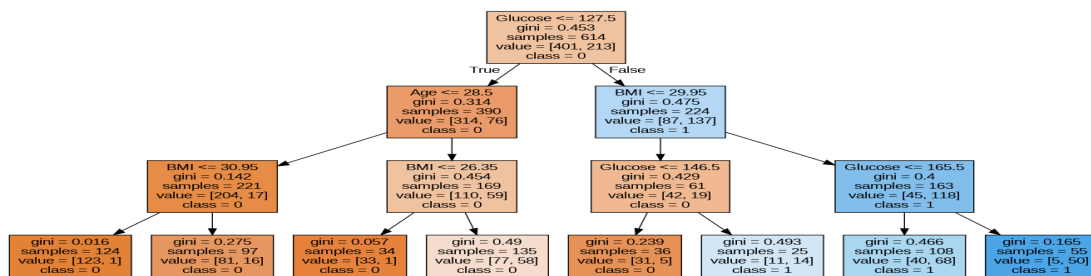 Glucose <= 127.5
gini = 0.453
samples = 614
value = [401, 213]
class = 0
True
False
Age <= 28.5
gini = 0.314
samples = 390
value = [314, 76]
class = 0
BMI <= 29.95
gini = 0.475
samples = 224
value = [87, 137]
class = 1
BMI <= 30.95
gini = 0.142
samples = 221
value = [204, 17]
class = 0
BMI <= 26.35
gini = 0.454
samples = 169
value = [110, 59]
class = 0
Glucose <= 146.5
gini = 0.429
samples = 61
value = [42, 19]
class = 0
Glucose <= 165.5
gini = 0.4
samples = 163
value = [45, 118]
class = 1
gini = 0.016
samples = 124
value = [123, 1]
class = 0
gini = 0.275
samples = 97
value = [81, 16]
class = 0
gini = 0.057
samples = 34
value = [33, 1]
class = 0
gini = 0.49
samples = 135
value = [77, 58]
class = 0
gini = 0.239
samples = 36
value = [31, 5]
class = 0
gini = 0.493
samples = 25
value = [11, 14]
class = 1
gini = 0.466
samples = 108
value = [40, 68]
class = 1
gini = 0.165
samples = 55
value = [5, 50]
class = 1